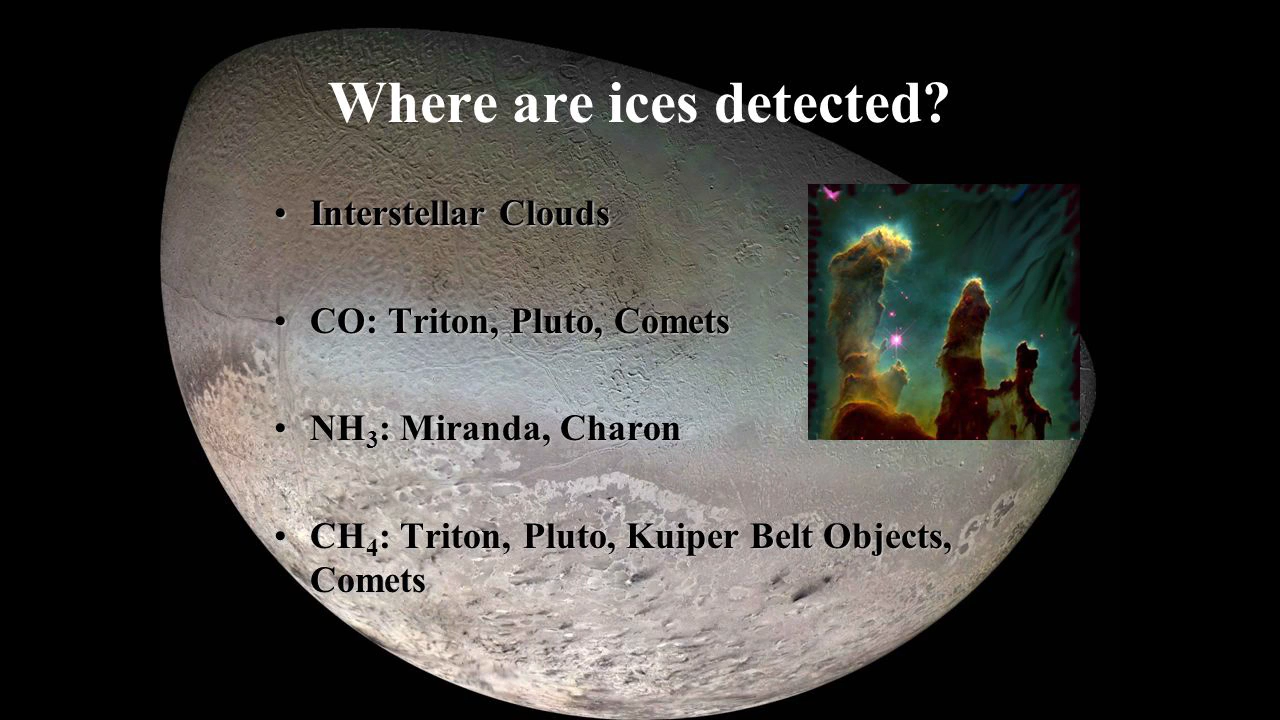 Where are ices detected?
• Interstellar Clouds
• CO: Triton, Pluto, Comets
• NH₃: Miranda, Charon
• CH₄: Triton, Pluto, Kuiper Belt Objects,
Comets